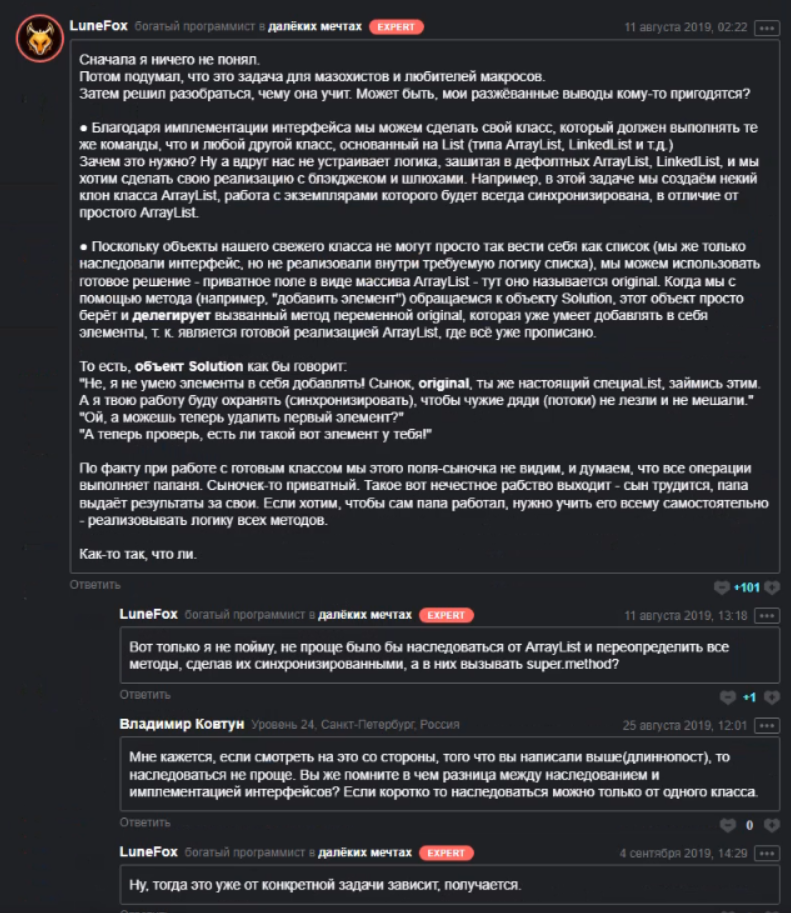 LuneFox богатый программист в далёких мечтах EXPERT 11 августа 2019, 02:22
Сначала я ничего не понял.
Потом подумал, что это задача для мазохистов и любителей макросов.
Затем решил разобраться, чему она учит. Может быть, мои разжёванные выводы кому-то пригодятся?
● Благодаря имплементации интерфейса мы можем сделать свой класс, который должен выполнять те
же команды, что и любой другой класс, основанный на List (типа ArrayList, LinkedList и т.д.)
Зачем это нужно? Ну а вдруг нас не устраивает логика, зашитая в дефолтных ArrayList, LinkedList, и мы
хотим сделать свою реализацию с блэкджеком и шлюхами. Например, в этой задаче мы создаём некий
клон класса ArrayList, работа с экземплярами которого будет всегда синхронизирована, в отличие от
простого ArrayList.
● Поскольку объекты нашего свежего класса не могут просто так вести себя как список (мы же только
наследовали интерфейс, но не реализовали внутри требуемую логику списка), мы можем использовать
готовое решение - приватное поле в виде массива ArrayList - тут оно называется original. Когда мы с
помощью метода (например, "добавить элемент") обращаемся к объекту Solution, этот объект просто
берёт и делегирует вызванный метод переменной original, которая уже умеет добавлять в себя
элементы, т. к. является готовой реализацией ArrayList, где всё уже прописано.
То есть, объект Solution как бы говорит:
"Не, я не умею элементы в себя добавлять! Сынок, original, ты же настоящий специаList, займись этим.
А я твою работу буду охранять (синхронизировать), чтобы чужие дяди (потоки) не лезли и не мешали."
"Ой, а можешь теперь удалить первый элемент?"
"А теперь проверь, есть ли такой вот элемент у тебя!"
По факту при работе с готовым классом мы этого поля-сыночка не видим, и думаем, что все операции
выполняет папаня. Сыночек-то приватный. Такое вот нечестное рабство выходит - сын трудится, папа
выдаёт результаты за свои. Если хотим, чтобы сам папа работал, нужно учить его всему самостоятельно
- реализовывать логику всех методов.
Как-то так, что ли.
Ответить +101
LuneFox богатый программист в далёких мечтах EXPERT 11 августа 2019, 13:18
Вот только я не пойму, не проще было бы наследоваться от ArrayList и переопределить все
методы, сделав их синхронизированными, а в них вызывать super.method?
Ответить +1
Владимир Ковтун Уровень 24, Санкт-Петербург, Россия 25 августа 2019, 12:01
Мне кажется, если смотреть на это со стороны, того что вы написали выше(длиннопост), то
наследоваться не проще. Вы же помните в чем разница между наследованием и
имплементацией интерфейсов? Если коротко то наследоваться можно только от одного класса.
Ответить 0
LuneFox богатый программист в далёких мечтах EXPERT 4 сентября 2019, 14:29
Ну, тогда это уже от конкретной задачи зависит, получается.